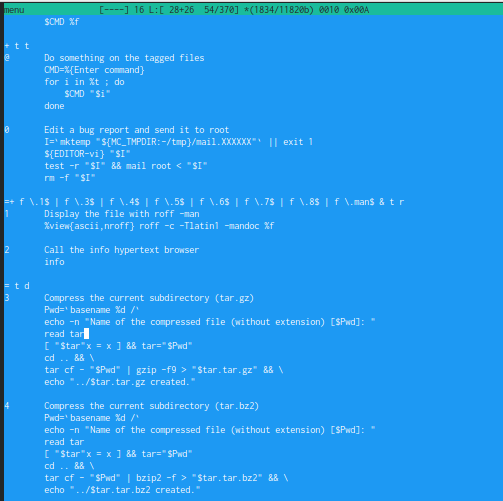 menu [----] 16 L:[ 28+26 54/370] *(1834/11820b) 0010 0x00A
$CMD %f
+ t t
@ Do something on the tagged files
CMD=%{Enter command}
for i in %t ; do
$CMD "$i"
done
0 Edit a bug report and send it to root
I=`mktemp "${MC_TMPDIR:-/tmp}/mail.XXXXXX"` || exit 1
${EDITOR-vi} "$I"
test -r "$I" && mail root < "$I"
rm -f "$I"
=+ f \.1$ | f \.3$ | f \.4$ | f \.5$ | f \.6$ | f \.7$ | f \.8$ | f \.man$ & t r
1 Display the file with roff -man
%view{ascii,nroff} roff -c -Tlatin1 -mandoc %f
2 Call the info hypertext browser
info
= t d
3 Compress the current subdirectory (tar.gz)
Pwd=`basename %d /`
echo -n "Name of the compressed file (without extension) [$Pwd]: "
read tar
[ "$tar"x = x ] && tar="$Pwd"
cd .. && \
tar cf - "$Pwd" | gzip -f9 > "$tar.tar.gz" && \
echo "../$tar.tar.gz created."
4 Compress the current subdirectory (tar.bz2)
Pwd=`basename %d /`
echo -n "Name of the compressed file (without extension) [$Pwd]: "
read tar
[ "$tar"x = x ] && tar="$Pwd"
cd .. && \
tar cf - "$Pwd" | bzip2 -f > "$tar.tar.bz2" && \
echo "../$tar.tar.bz2 created."